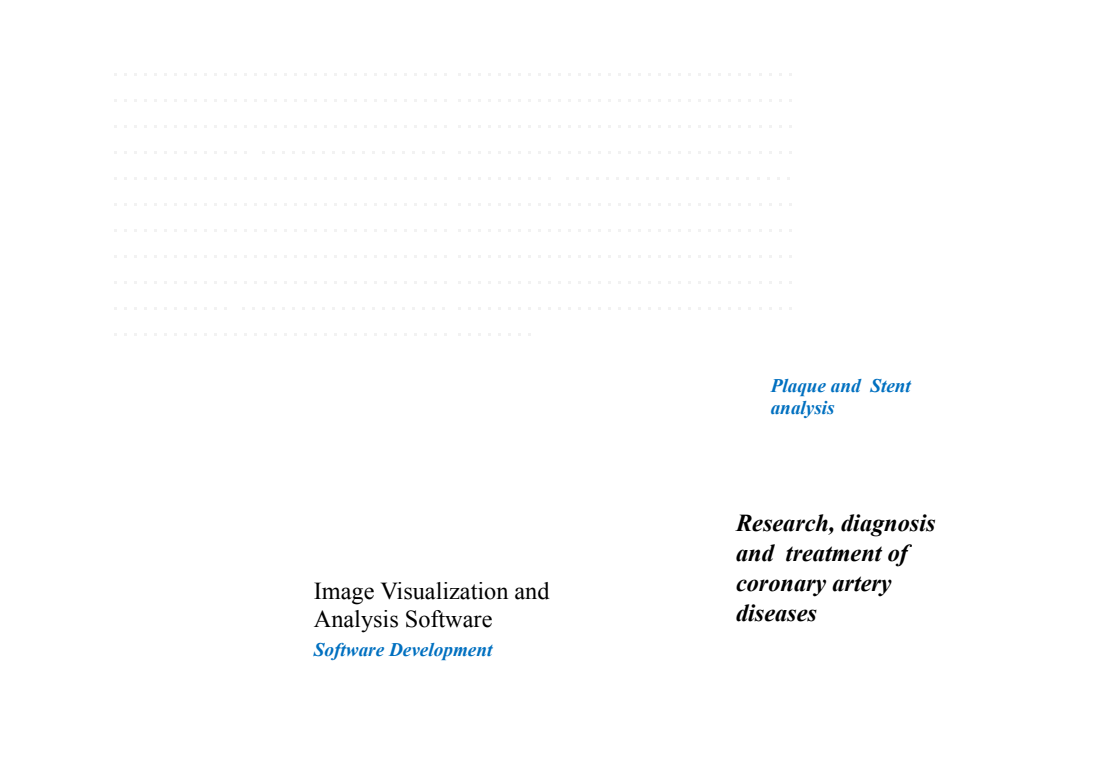 Plaque and  Stent
analysis
Research, diagnosis
and  treatment of
coronary artery
diseases
Image Visualization and
Analysis Software
Software Development